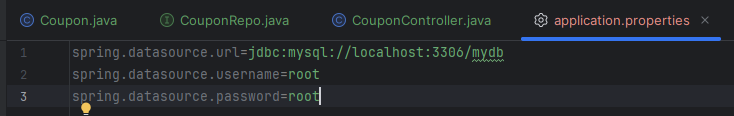 Coupon.java CouponRepo.java CouponController.java application.properties
1 spring.datasource.url=jdbc:mysql://localhost:3306/mydb
2 spring.datasource.username=root
3 spring.datasource.password=root